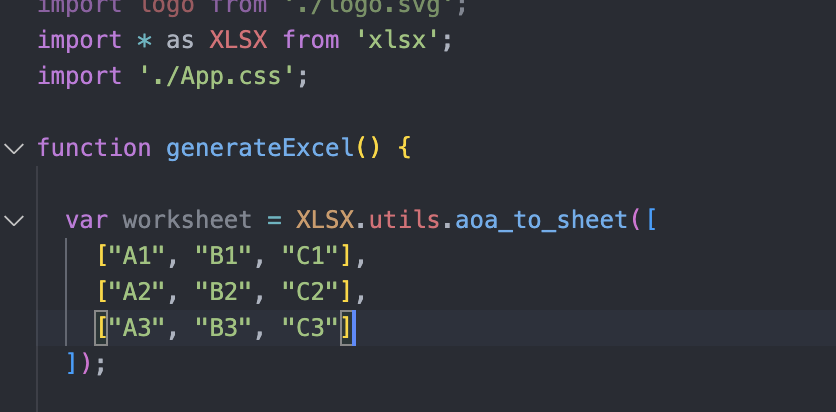 import logo from './logo.svg';
import * as XLSX from 'xlsx';
import './App.css';
function generateExcel() {
var worksheet = XLSX.utils.aoa_to_sheet([
["A1", "B1", "C1"],
["A2", "B2", "C2"],
["A3", "B3", "C3"]
]);